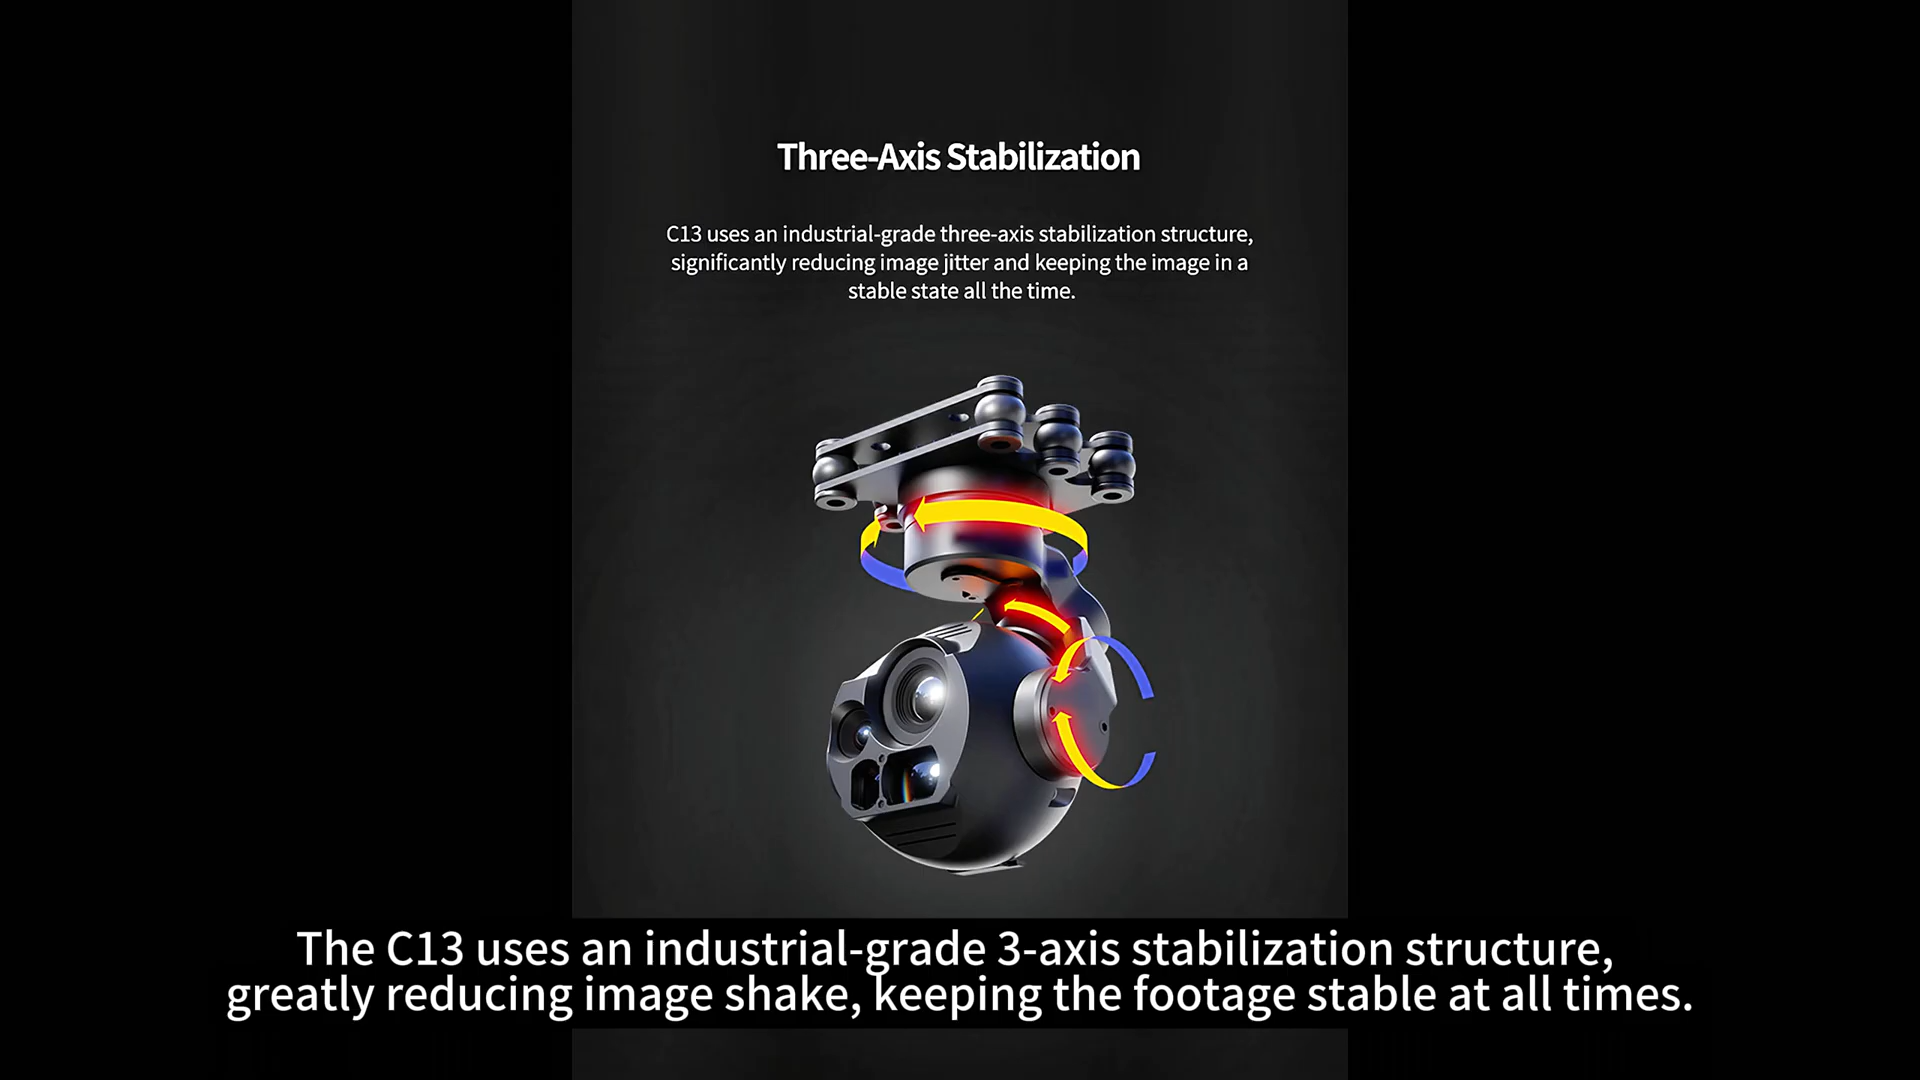 Three-Axis Stabilization
C13 uses an industrial-grade three-axis stabilization structure,
significantly reducing image jitter and keeping the image in a
stable state all the time.
The C13 uses an industrial-grade 3-axis stabilization structure,
greatly reducing image shake, keeping the footage stable at all times.